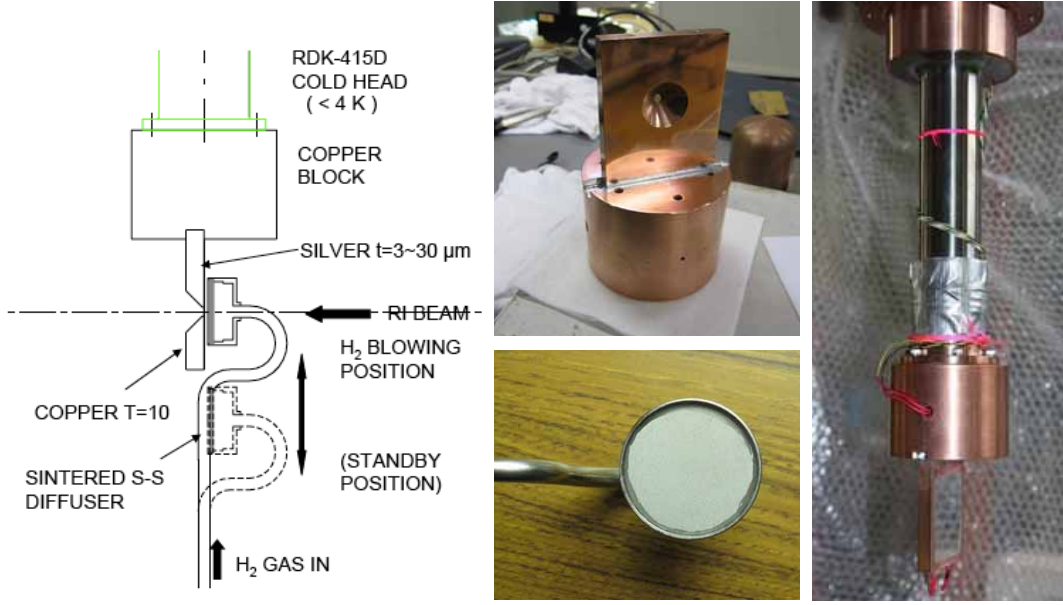 RDK-415D
COLD HEAD
( < 4 K )
COPPER
BLOCK
SILVER t=3~30 μm
RI BEAM
H₂ BLOWING
POSITION
COPPER T=10
SINTERED S-S
DIFFUSER
(STANDBY
POSITION)
H₂ GAS IN